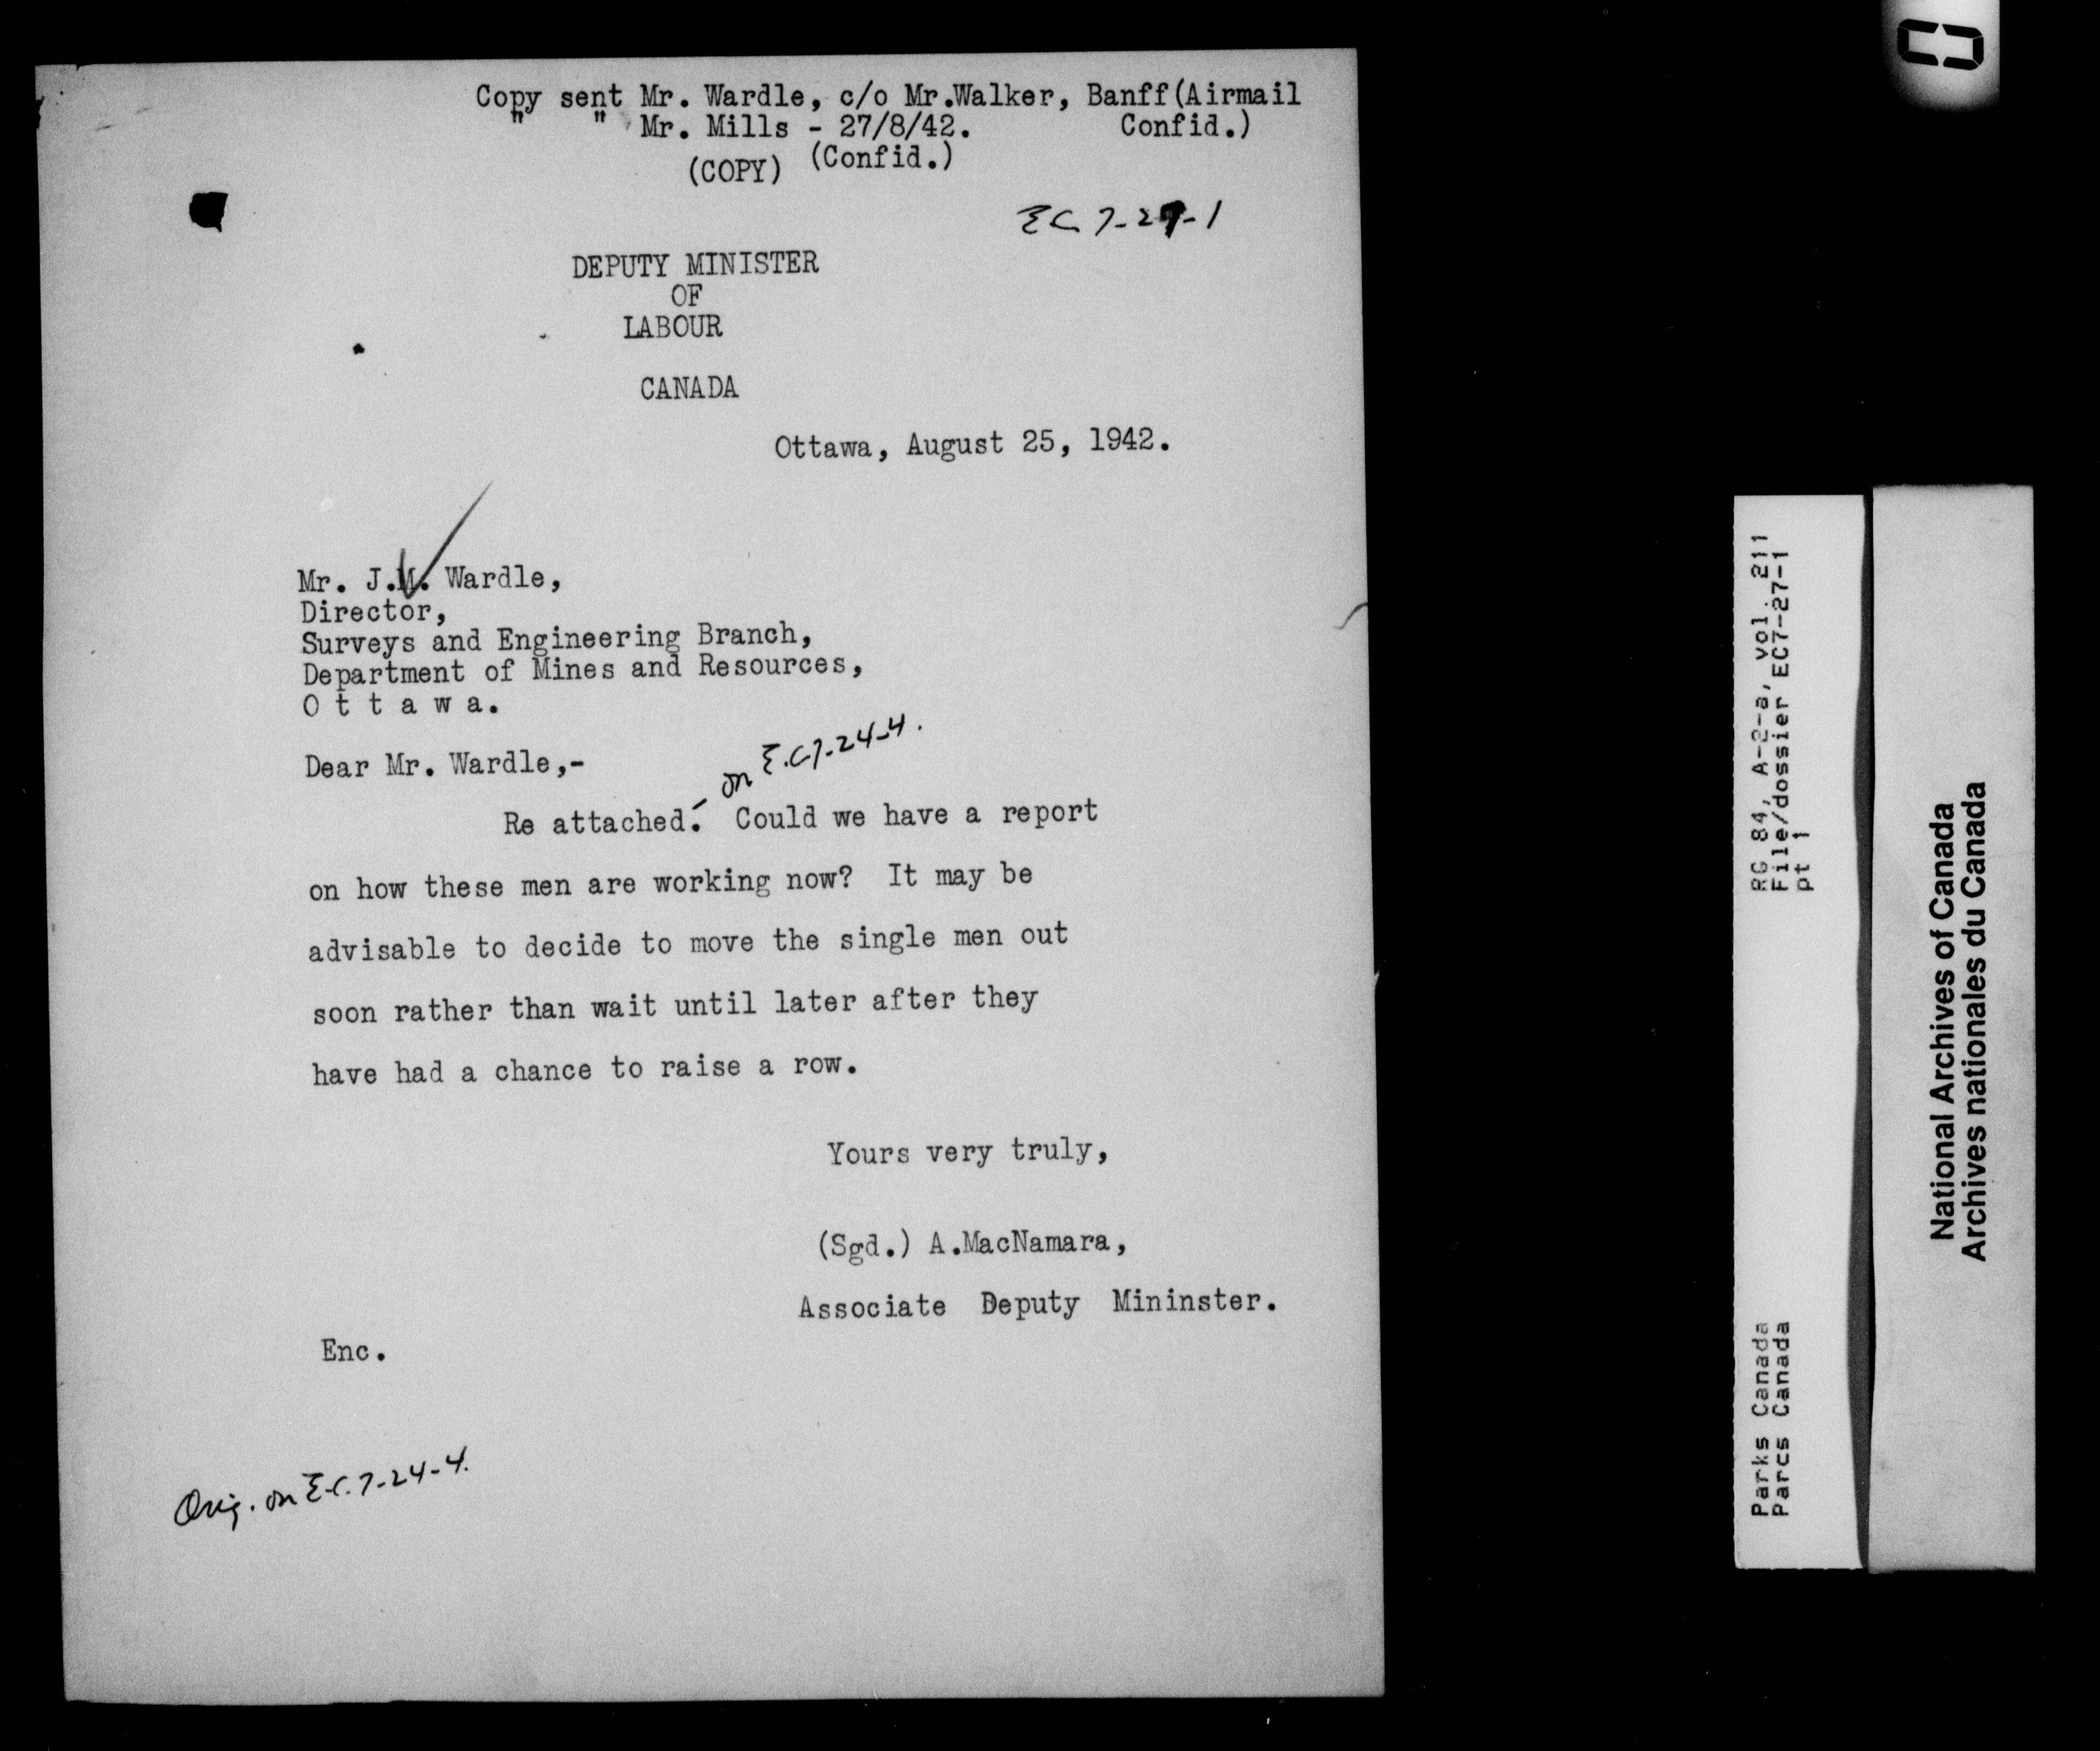 Copy sent Mr. Wardle, c/o Mr.Walker, Banff(Airmail
" " Mr. Mills - 27/8/42. Confid.)
(COPY) (Confid.)
EC 7-27-1
DEPUTY MINISTER
OF
LABOUR
CANADA
Ottawa, August 25, 1942.
Mr. J.M. Wardle,
Director,
Surveys and Engineering Branch,
Department of Mines and Resources,
O t t a w a.
Dear Mr. Wardle,-
on E.C.7-24-4.
Re attached. Could we have a report
on how these men are working now? It may be
advisable to decide to move the single men out
soon rather than wait until later after they
have had a chance to raise a row.
Yours very truly,
(Sgd.) A.MacNamara,
Associate Deputy Mininster.
Enc.
Orig. on E.C.7-24-4.
RG 84, A-2-a, vol. 211
File/dossier EC7-27-1
pt 1
Parks Canada
Parcs Canada
National Archives of Canada
Archives nationales du Canada